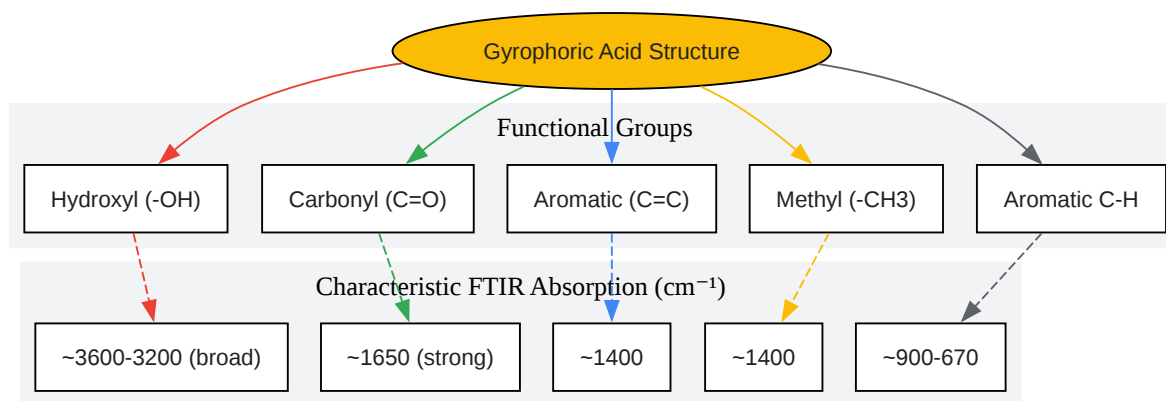 Gyrophoric Acid Structure
Functional Groups
Hydroxyl (-OH)
Carbonyl (C=O)
Aromatic (C=C)
Methyl (-CH3)
Aromatic C-H
Characteristic FTIR Absorption (cm⁻¹)
~3600-3200 (broad)
~1650 (strong)
~1400
~1400
~900-670